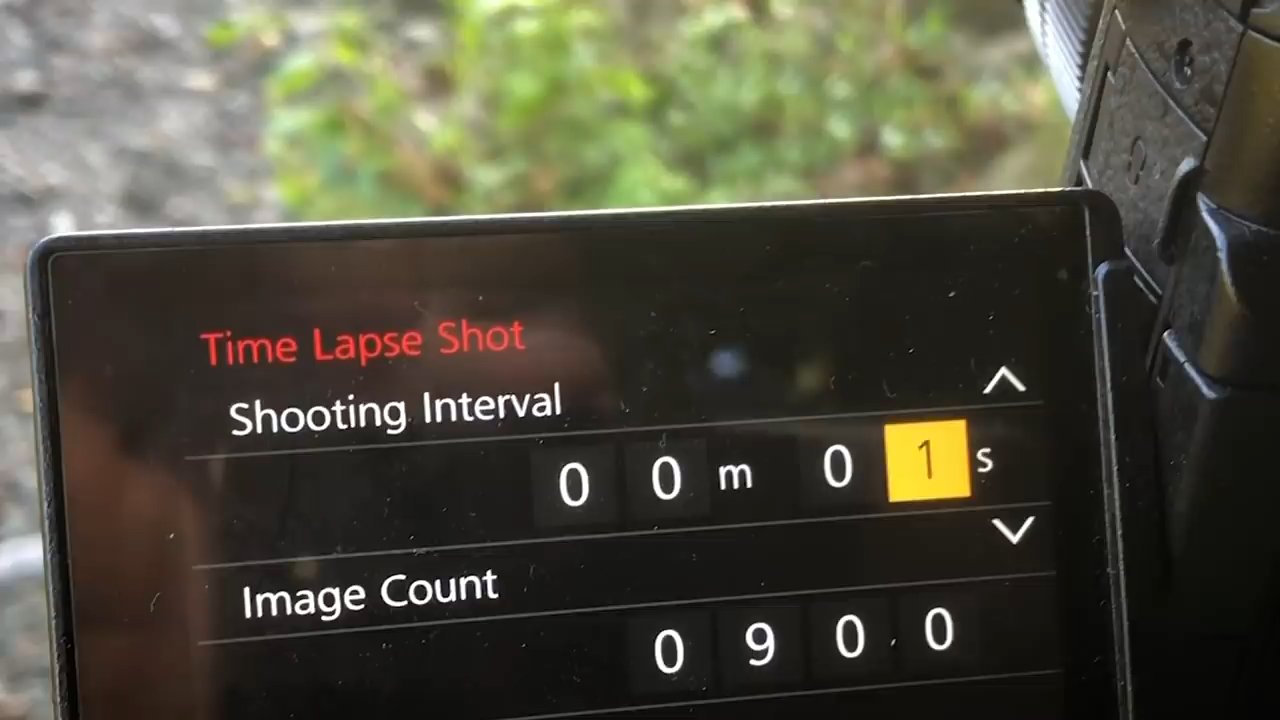 Time Lapse Shot
Shooting Interval
0 0 m 0 1 s
Image Count
0 9 0 0